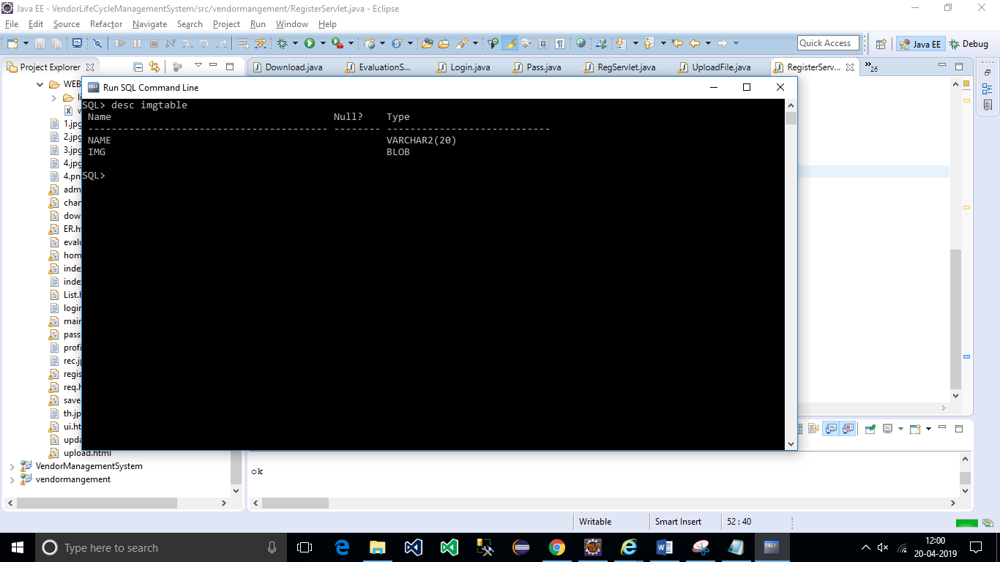 Java EE - VendorLifeCycleManagementSystem/src/vendormangement/RegisterServlet.java - Eclipse
File Edit Source Refactor Navigate Search Project Run Window Help
Quick Access
Java EE
Debug
Project Explorer
Download.java
EvaluationS...
Login.java
Pass.java
RegServlet.java
UploadFile.java
RegisterServ...
»26
WEB
li
w
1.jpg
2.jpg
3.jpg
4.jpg
4.pn
adm
char
dow
ER.ht
evalu
hom
index
inde
List.h
login
main
pass
profi
rec.jp
regis
req.h
save
th.jp
ui.ht
upda
upload.html
VendorManagementSystem
vendormangement
Run SQL Command Line
SQL> desc imgtable
Name Null? Type
----------------------------------------- -------- ----------------------------
NAME VARCHAR2(20)
IMG BLOB
SQL>
ok
Writable
Smart Insert
52 : 40
Type here to search
12:00
20-04-2019